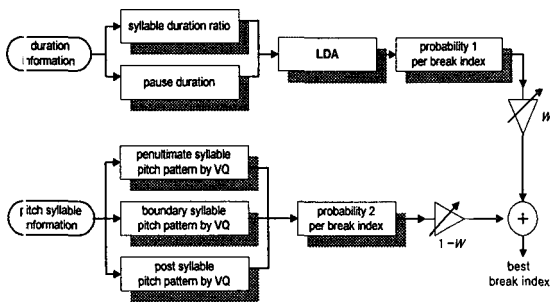 duration
information
syllable duration ratio
pause duration
LDA
probability 1
per break index
W
pitch syllable
information
penultimate syllable
pitch pattern by VQ
boundary syllable
pitch pattern by VQ
post syllable
pitch pattern by VQ
probability 2
per break index
1-W
+
best
break index